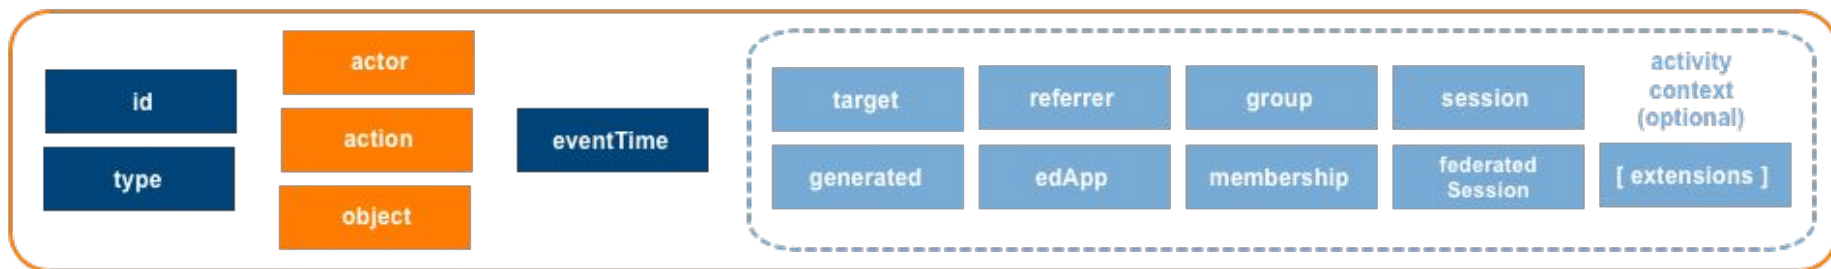 id
type
actor
action
object
eventTime
target
referrer
group
session
activity
context
(optional)
generated
edApp
membership
federated
Session
[ extensions ]